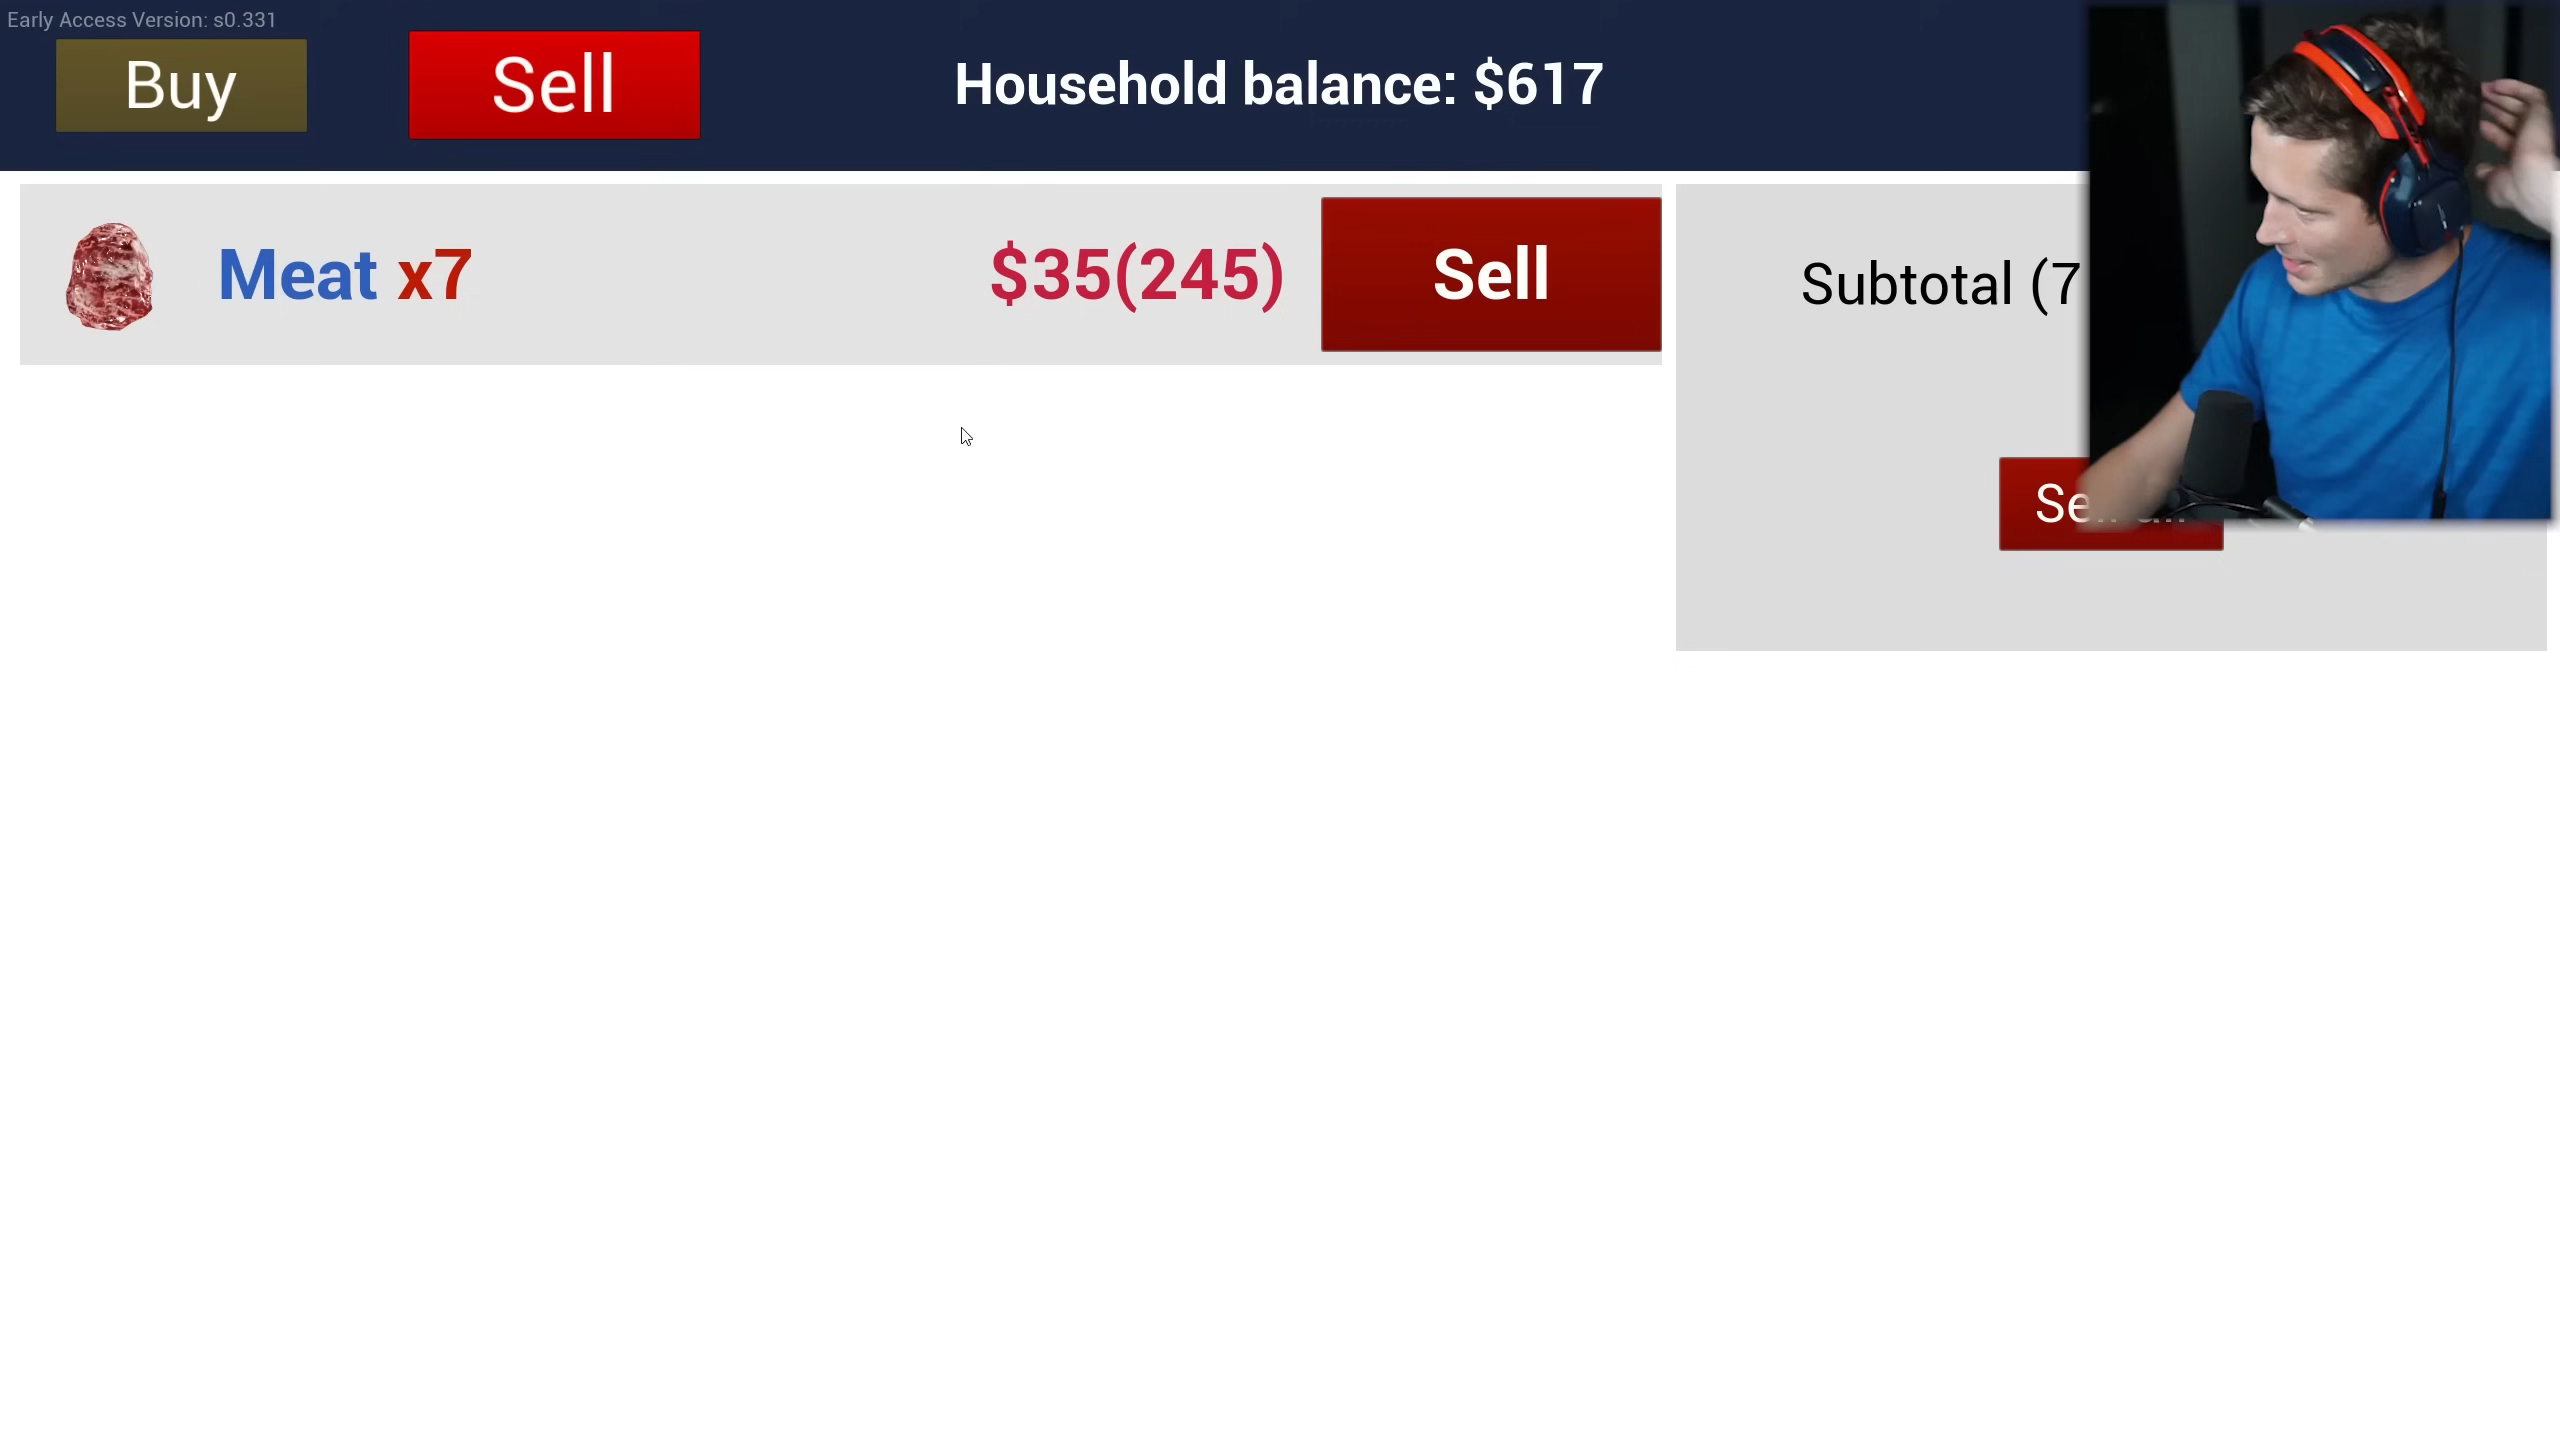 Early Access Version: s0.331
Buy
Sell
Household balance: $617
Meat x7
$35(245)
Sell
Subtotal (7